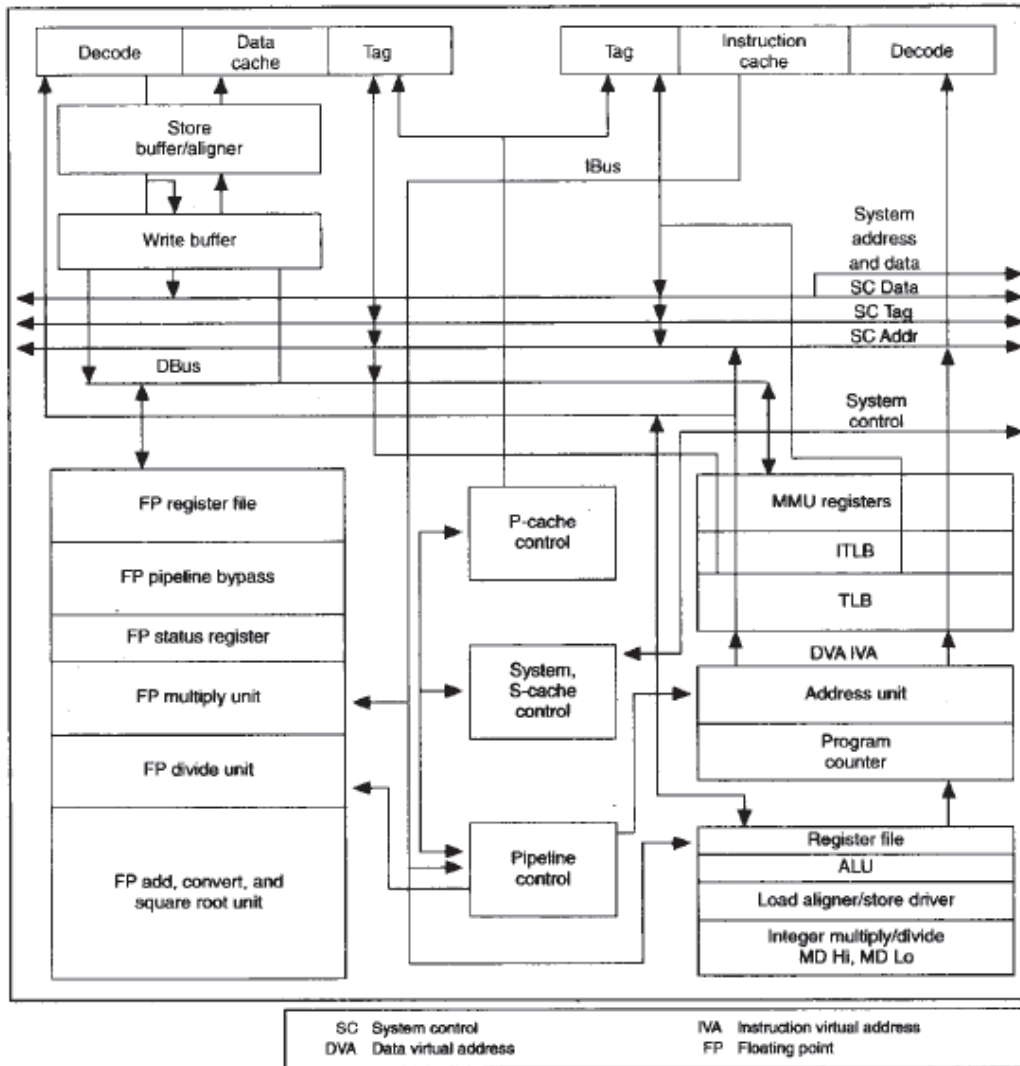 Decode
Data
cache
Tag
Tag
Instruction
cache
Decode
Store
buffer/aligner
IBus
Write buffer
System
address
and data
SC Data
SC Tag
SC Addr
DBus
System
control
FP register file
P-cache
control
MMU registers
FP pipeline bypass
ITLB
TLB
FP status register
DVA IVA
FP multiply unit
System,
S-cache
control
Address unit
FP divide unit
Program
counter
FP add, convert, and
square root unit
Pipeline
control
Register file
ALU
Load aligner/store driver
Integer multiply/divide
MD Hi, MD Lo
SC System control
IVA Instruction virtual address
DVA Data virtual address
FP Floating point